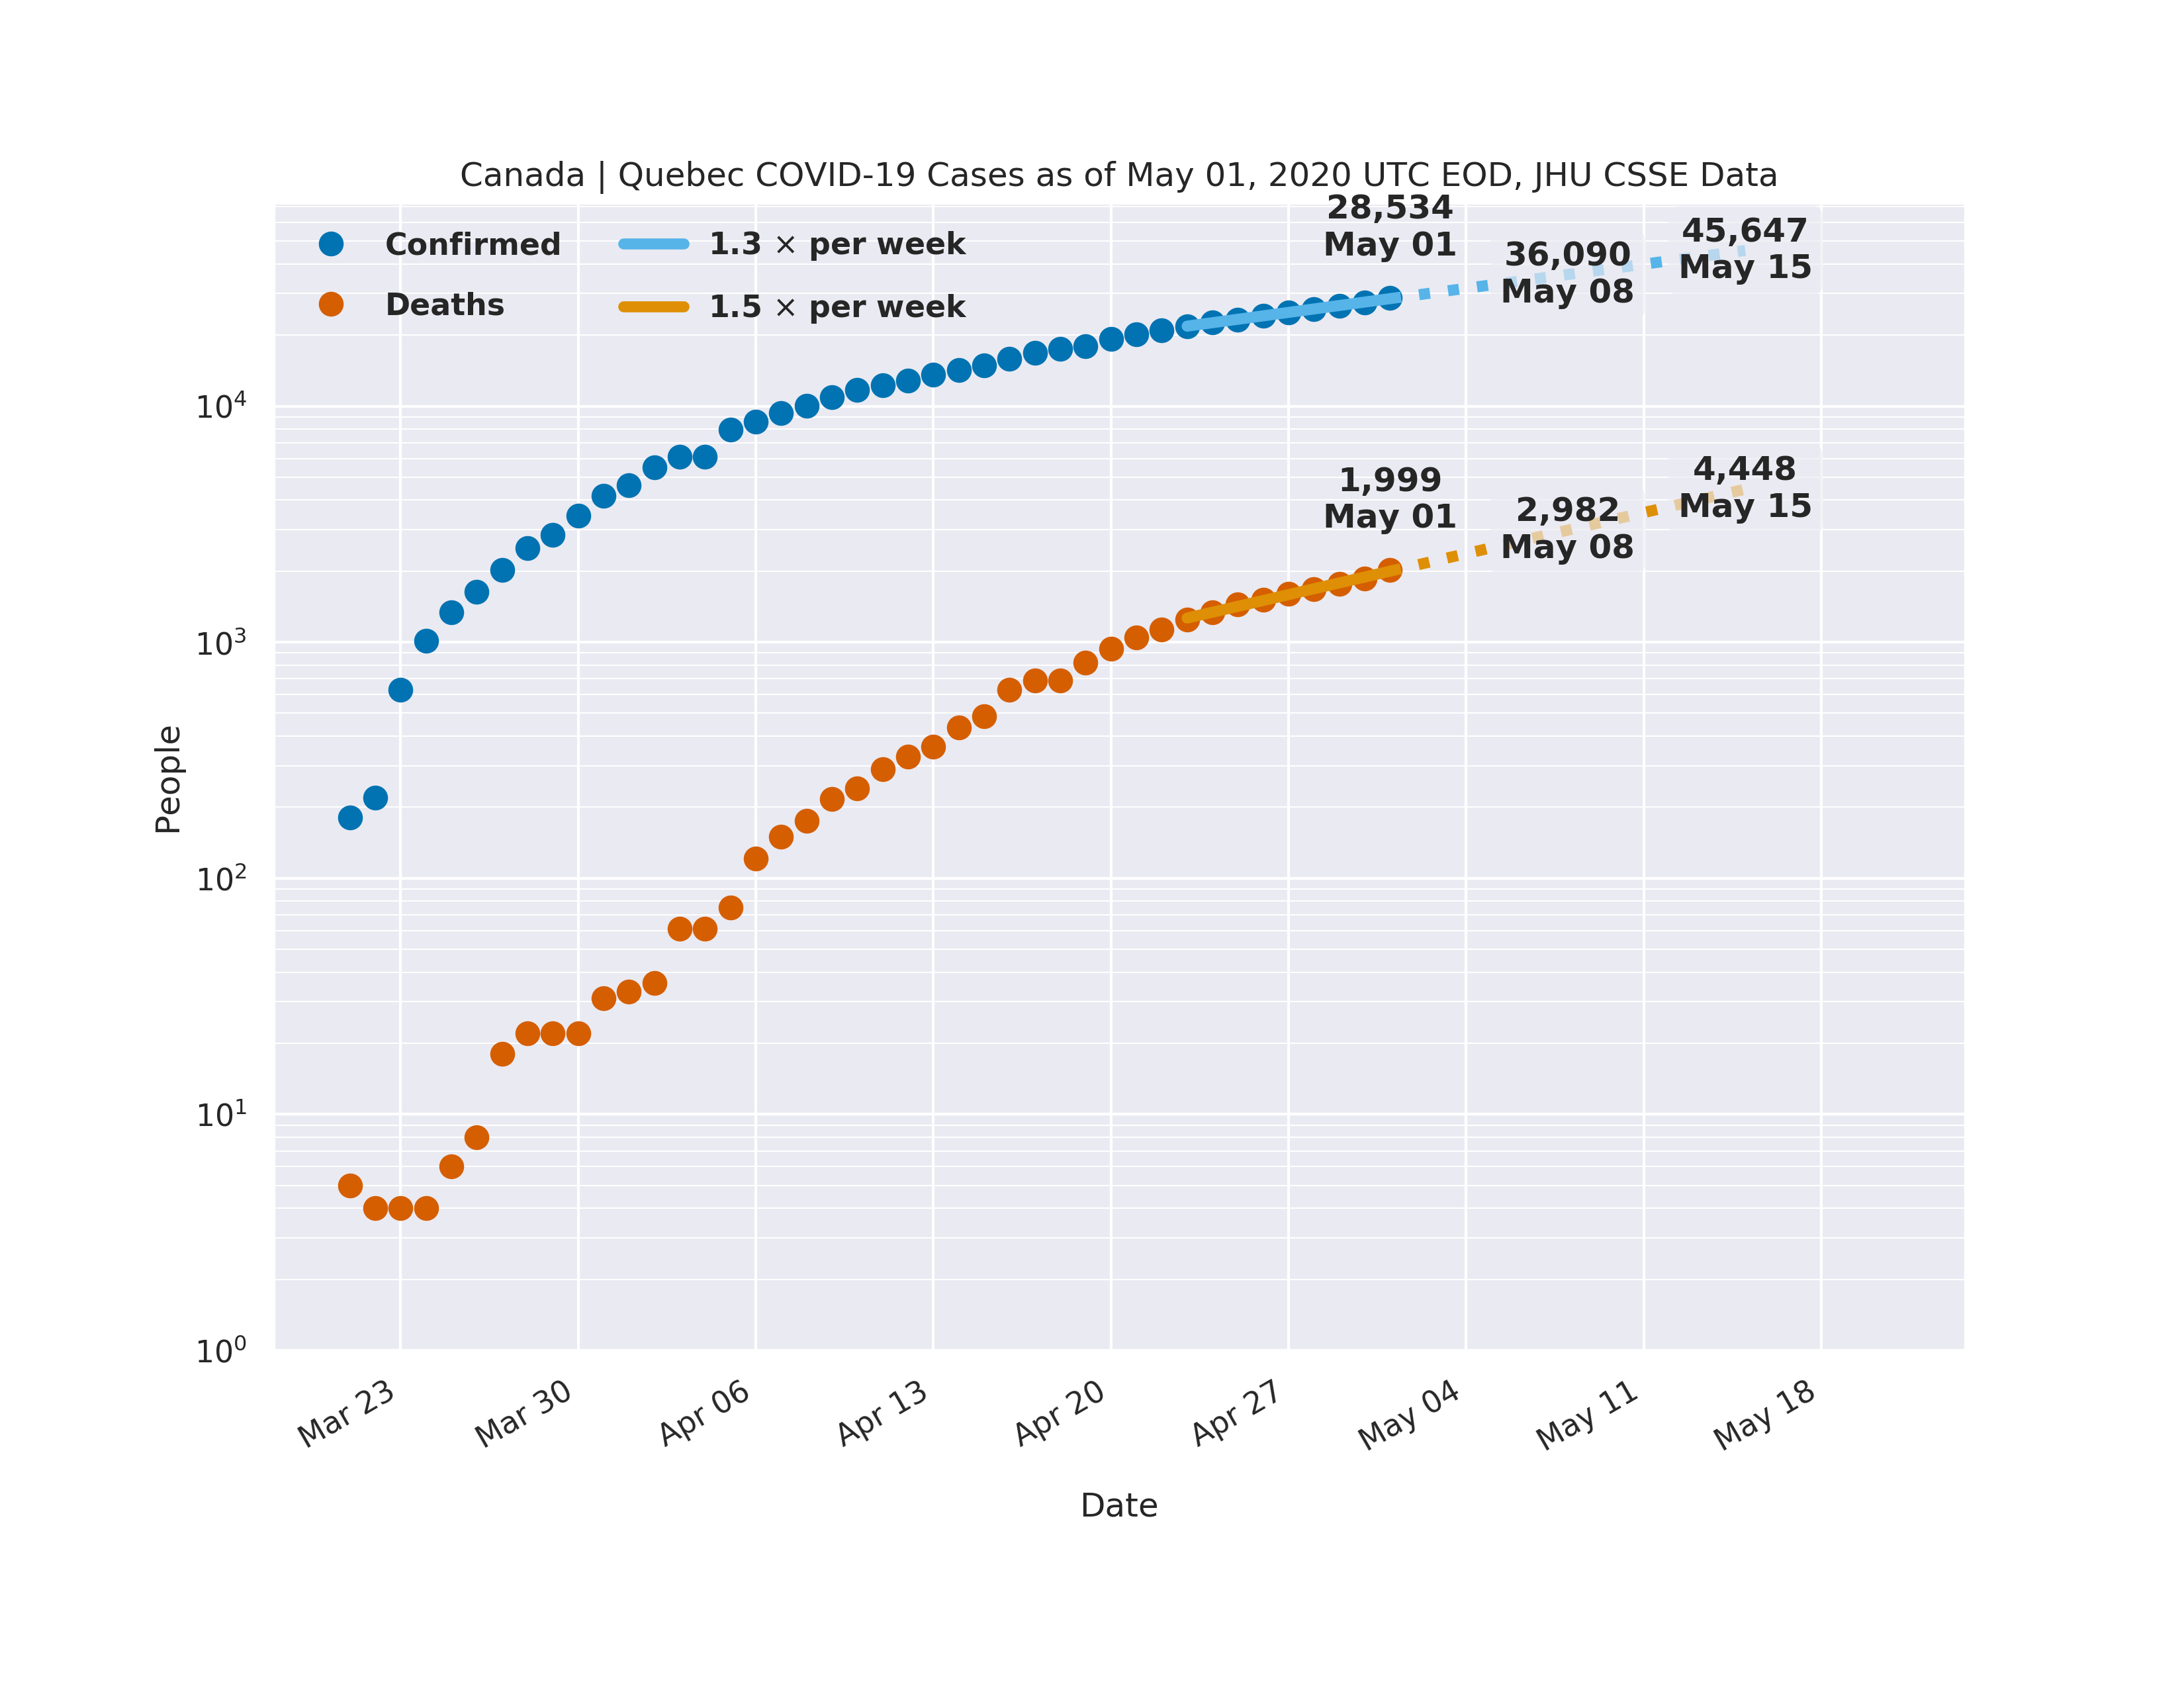 Canada | Quebec COVID-19 Cases as of May 01, 2020 UTC EOD, JHU CSSE Data
Confirmed
Deaths
1.3 × per week
1.5 × per week
28,534
May 01
36,090
May 08
45,647
May 15
1,999
May 01
2,982
May 08
4,448
May 15
People
10⁴
10³
10²
10¹
10⁰
Mar 23
Mar 30
Apr 06
Apr 13
Apr 20
Apr 27
May 04
May 11
May 18
Date